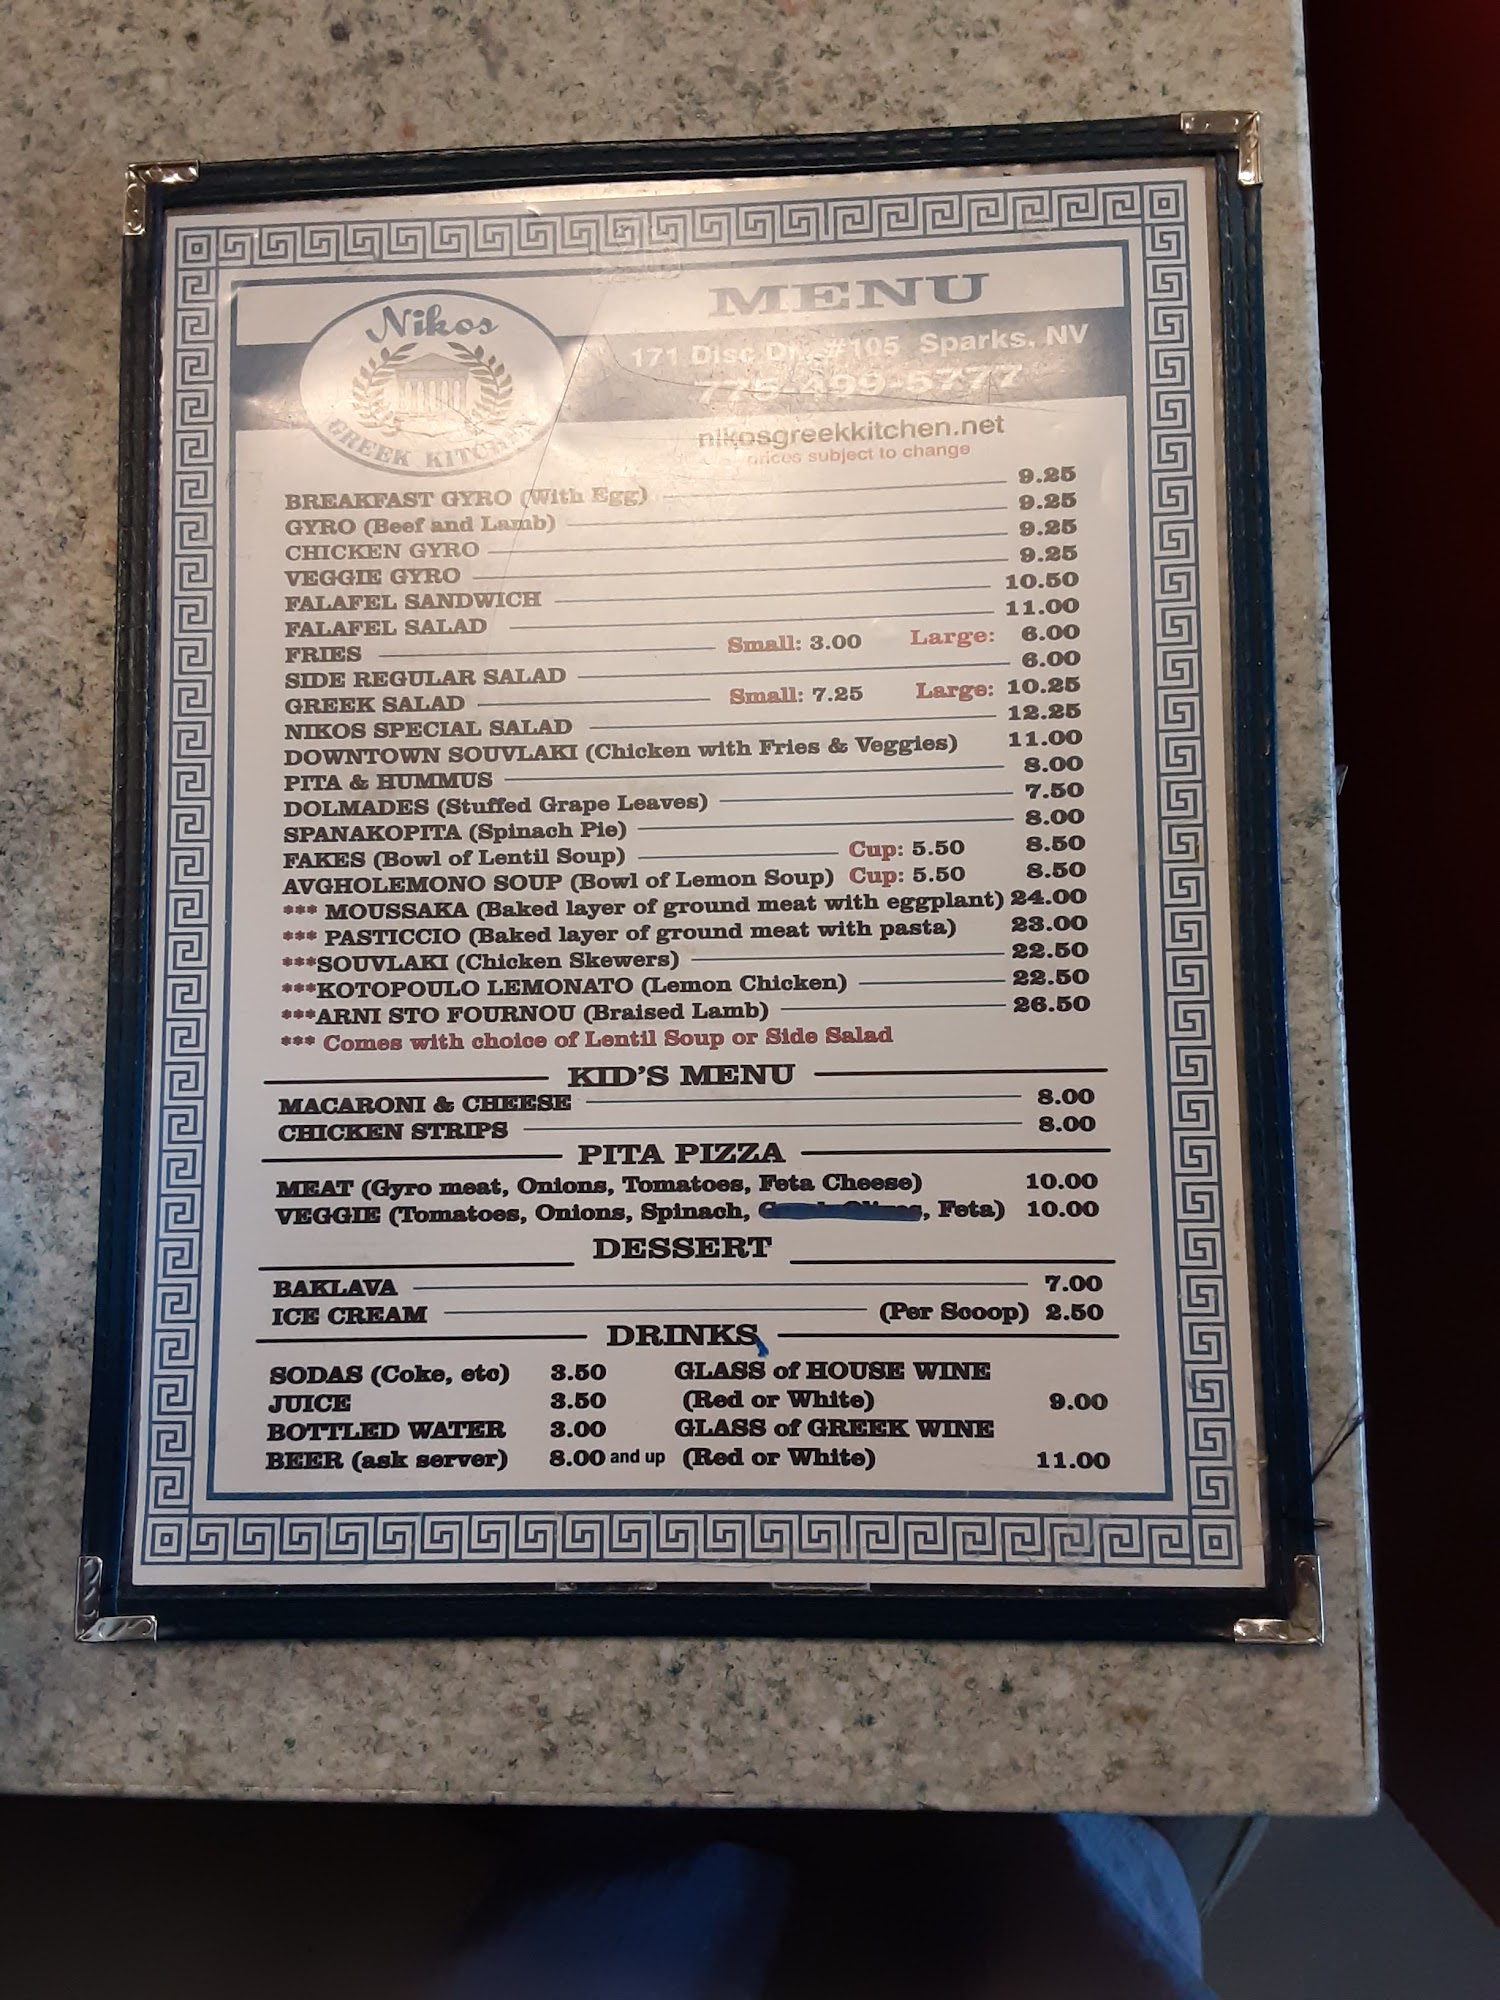 Nikos
GREEK KITCHEN
MENU
171 Disc Dr. #105 Sparks, NV
775-499-5777
nikosgreekkitchen.net
prices subject to change
BREAKFAST GYRO (With Egg) 9.25
GYRO (Beef and Lamb) 9.25
CHICKEN GYRO 9.25
VEGGIE GYRO 9.25
FALAFEL SANDWICH 10.50
FALAFEL SALAD 11.00
FRIES Small: 3.00 Large: 6.00
SIDE REGULAR SALAD 6.00
GREEK SALAD Small: 7.25 Large: 10.25
NIKOS SPECIAL SALAD 12.25
DOWNTOWN SOUVLAKI (Chicken with Fries & Veggies) 11.00
PITA & HUMMUS 8.00
DOLMADES (Stuffed Grape Leaves) 7.50
SPANAKOPITA (Spinach Pie) 8.00
FAKES (Bowl of Lentil Soup) Cup: 5.50 8.50
AVGHOLEMONO SOUP (Bowl of Lemon Soup) Cup: 5.50 8.50
*** MOUSSAKA (Baked layer of ground meat with eggplant) 24.00
*** PASTICCIO (Baked layer of ground meat with pasta) 23.00
***SOUVLAKI (Chicken Skewers) 22.50
***KOTOPOULO LEMONATO (Lemon Chicken) 22.50
***ARNI STO FOURNOU (Braised Lamb) 26.50
*** Comes with choice of Lentil Soup or Side Salad
KID'S MENU
MACARONI & CHEESE 8.00
CHICKEN STRIPS 8.00
PITA PIZZA
MEAT (Gyro meat, Onions, Tomatoes, Feta Cheese) 10.00
VEGGIE (Tomatoes, Onions, Spinach, , Feta) 10.00
DESSERT
BAKLAVA 7.00
ICE CREAM (Per Scoop) 2.50
DRINKS
SODAS (Coke, etc) 3.50 GLASS of HOUSE WINE
JUICE 3.50 (Red or White) 9.00
BOTTLED WATER 3.00 GLASS of GREEK WINE
BEER (ask server) 8.00 and up (Red or White) 11.00